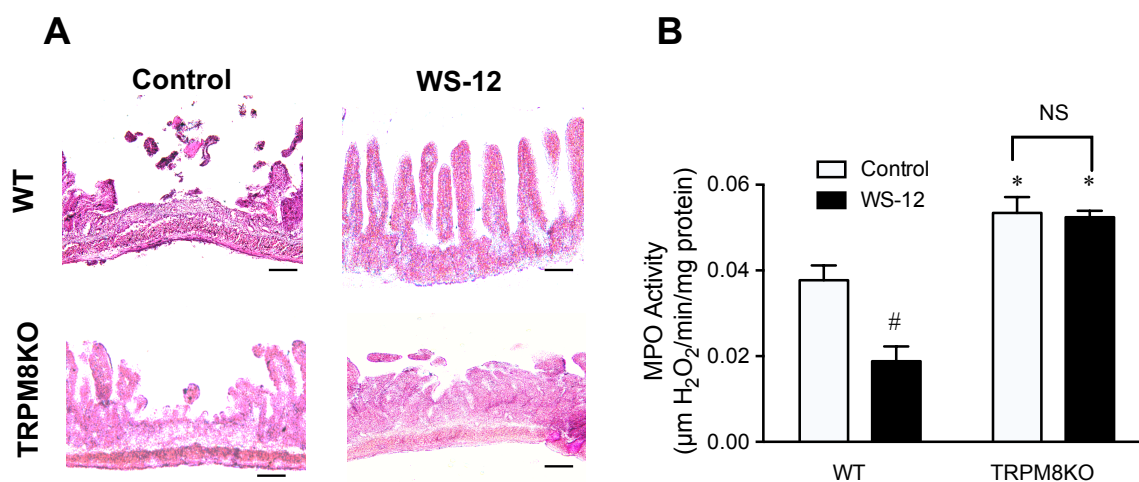 A
Control
WS-12
WT
TRPM8KO
B
NS
Control
WS-12
*
*
#
MPO Activity
(µm H₂O₂/min/mg protein)
0.06
0.04
0.02
0.00
WT
TRPM8KO